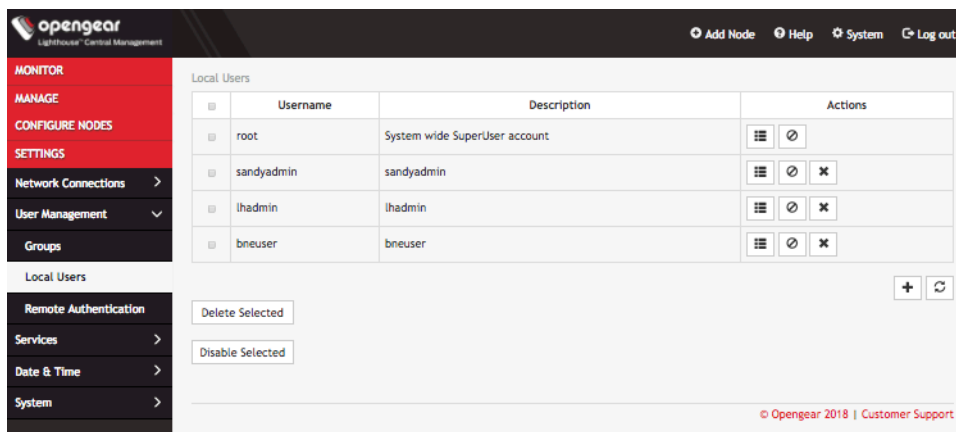 opengear
Lighthouse™ Central Management
Add Node Help System Log out
MONITOR
MANAGE
CONFIGURE NODES
SETTINGS
Network Connections
User Management
Groups
Local Users
Remote Authentication
Services
Date & Time
System
Local Users
Username Description Actions
root System wide SuperUser account
sandyadmin sandyadmin
lhadmin lhadmin
bneuser bneuser
Delete Selected
Disable Selected
© Opengear 2018 | Customer Support